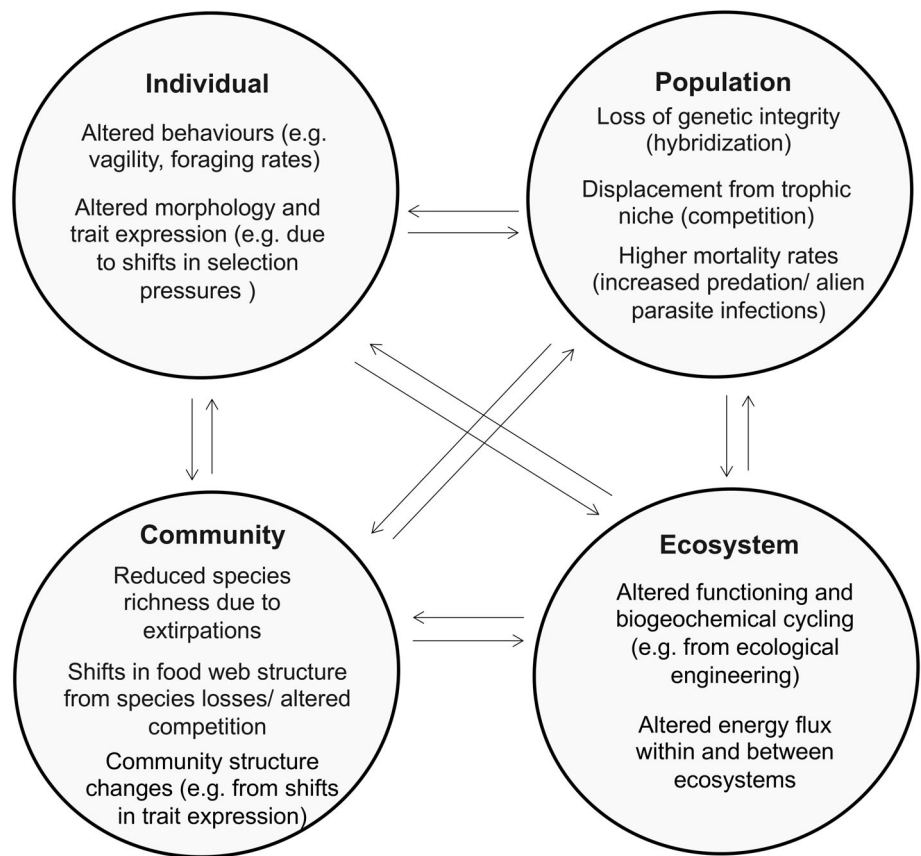 Individual
Altered behaviours (e.g.
vagility, foraging rates)
Altered morphology and
trait expression (e.g. due
to shifts in selection
pressures )
Population
Loss of genetic integrity
(hybridization)
Displacement from trophic
niche (competition)
Higher mortality rates
(increased predation/ alien
parasite infections)
Community
Reduced species
richness due to
extirpations
Shifts in food web structure
from species losses/ altered
competition
Community structure
changes (e.g. from shifts
in trait expression)
Ecosystem
Altered functioning and
biogeochemical cycling
(e.g. from ecological
engineering)
Altered energy flux
within and between
ecosystems